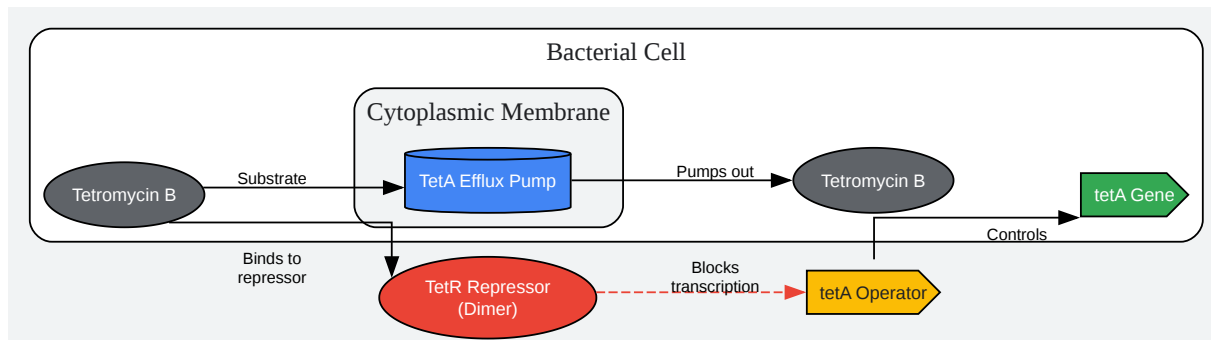 Bacterial Cell
Cytoplasmic Membrane
Tetromycin B
Substrate
TetA Efflux Pump
Pumps out
Tetromycin B
tetA Gene
Controls
Binds to
repressor
TetR Repressor
(Dimer)
Blocks
transcription
tetA Operator